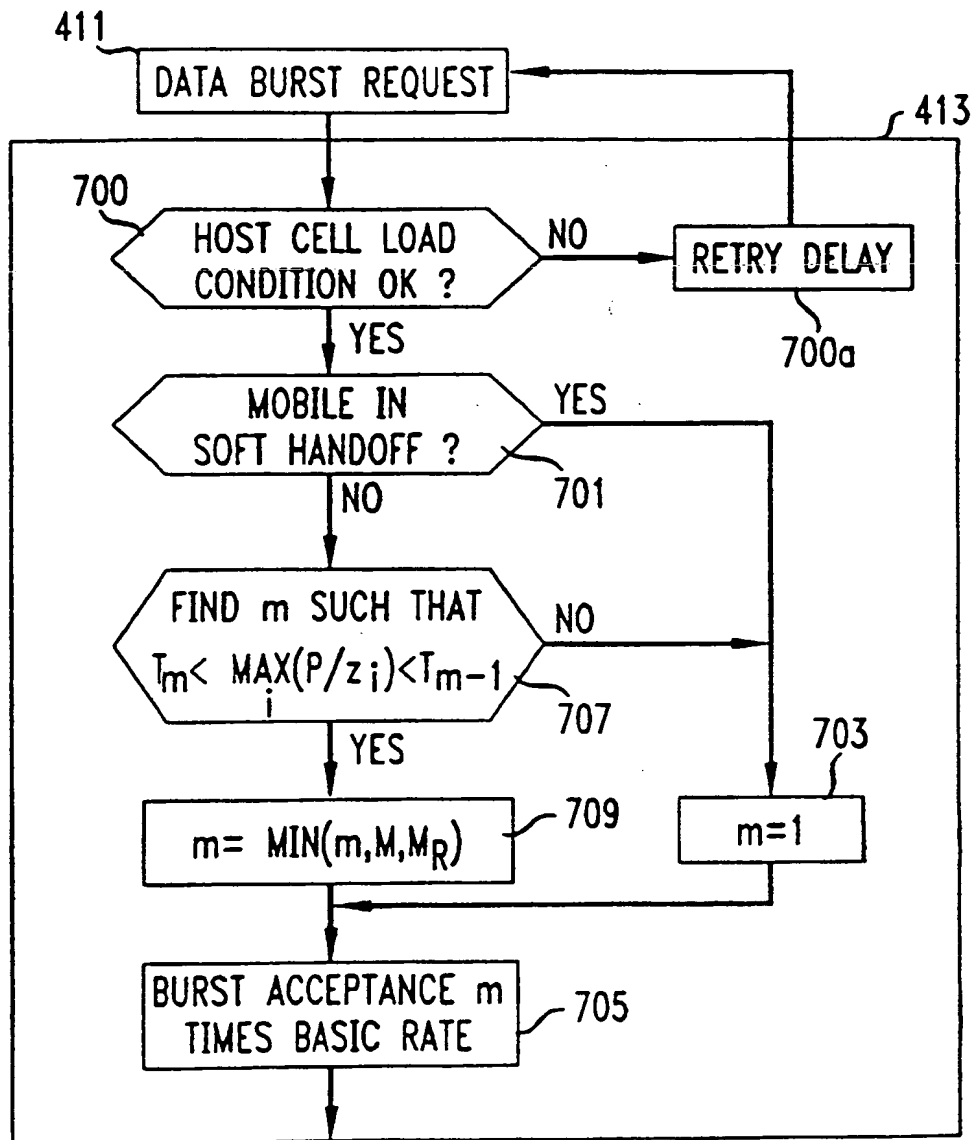 411
DATA BURST REQUEST
413
700
HOST CELL LOAD
CONDITION OK ?
NO
RETRY DELAY
700a
YES
MOBILE IN
SOFT HANDOFF ?
YES
701
NO
FIND m SUCH THAT
Tm< MAX(P/zi)<Tm-1
i
NO
707
YES
703
m= MIN(m,M,MR)
709
m=1
BURST ACCEPTANCE m
TIMES BASIC RATE
705